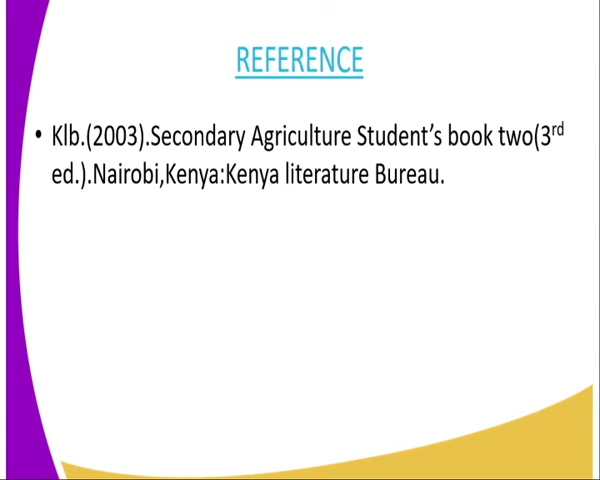 REFERENCE
• Klb.(2003).Secondary Agriculture Student's book two(3rd
ed.).Nairobi,Kenya:Kenya literature Bureau.